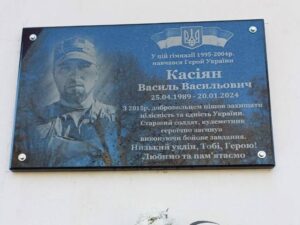 У цій гімназії 1995-2004р.
навчався Герой України
Касіян
Василь Васильович
25.04.1989 - 20.01.2024
З 2015р. добровольцем пішов захищати
цілісність та єдність України.
Старший солдат, кулеметник
героїчно загинув
виконуючи бойове завдання.
Низький уклін, Тобі, Герою!
Любимо та пам'ятаємо